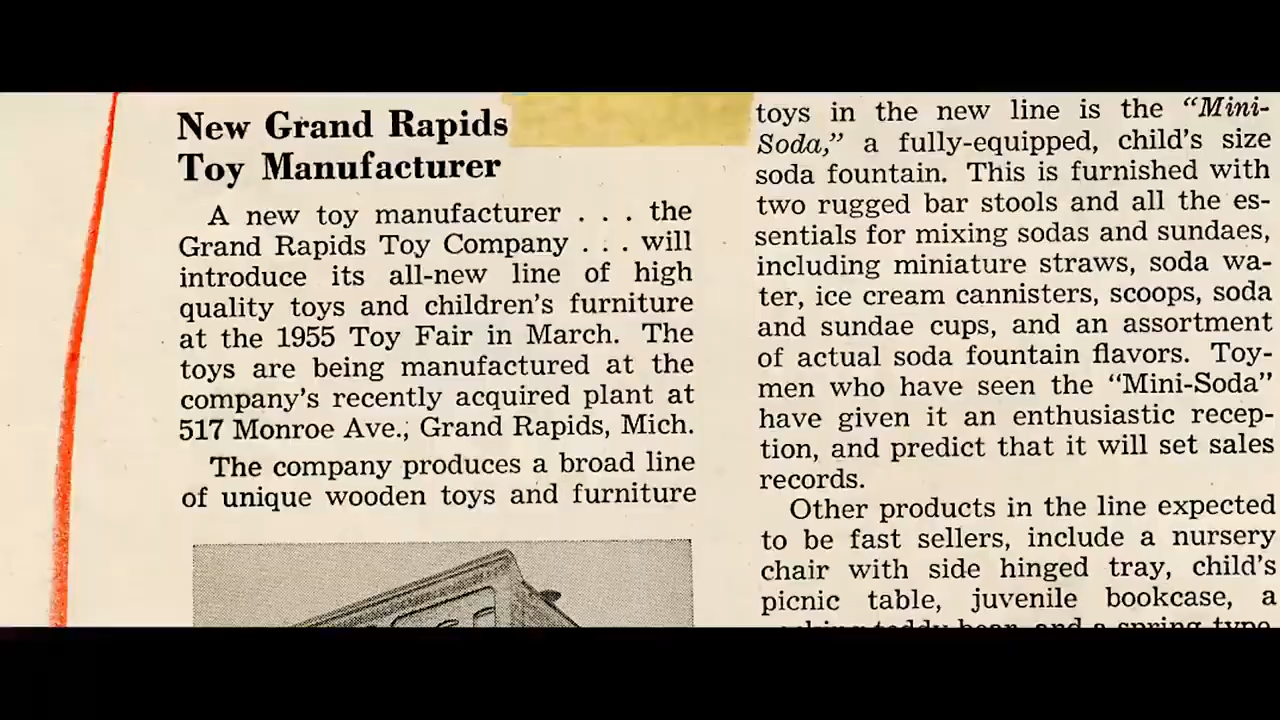 New Grand Rapids
Toy Manufacturer
A new toy manufacturer . . . the
Grand Rapids Toy Company . . . will
introduce its all-new line of high
quality toys and children's furniture
at the 1955 Toy Fair in March. The
toys are being manufactured at the
company's recently acquired plant at
517 Monroe Ave., Grand Rapids, Mich.
The company produces a broad line
of unique wooden toys and furniture
toys in the new line is the "Mini-
Soda," a fully-equipped, child's size
soda fountain. This is furnished with
two rugged bar stools and all the es-
sentials for mixing sodas and sundaes,
including miniature straws, soda wa-
ter, ice cream cannisters, scoops, soda
and sundae cups, and an assortment
of actual soda fountain flavors. Toy-
men who have seen the "Mini-Soda"
have given it an enthusiastic recep-
tion, and predict that it will set sales
records.
Other products in the line expected
to be fast sellers, include a nursery
chair with side hinged tray, child's
picnic table, juvenile bookcase, a
teddy bear, and a spring type